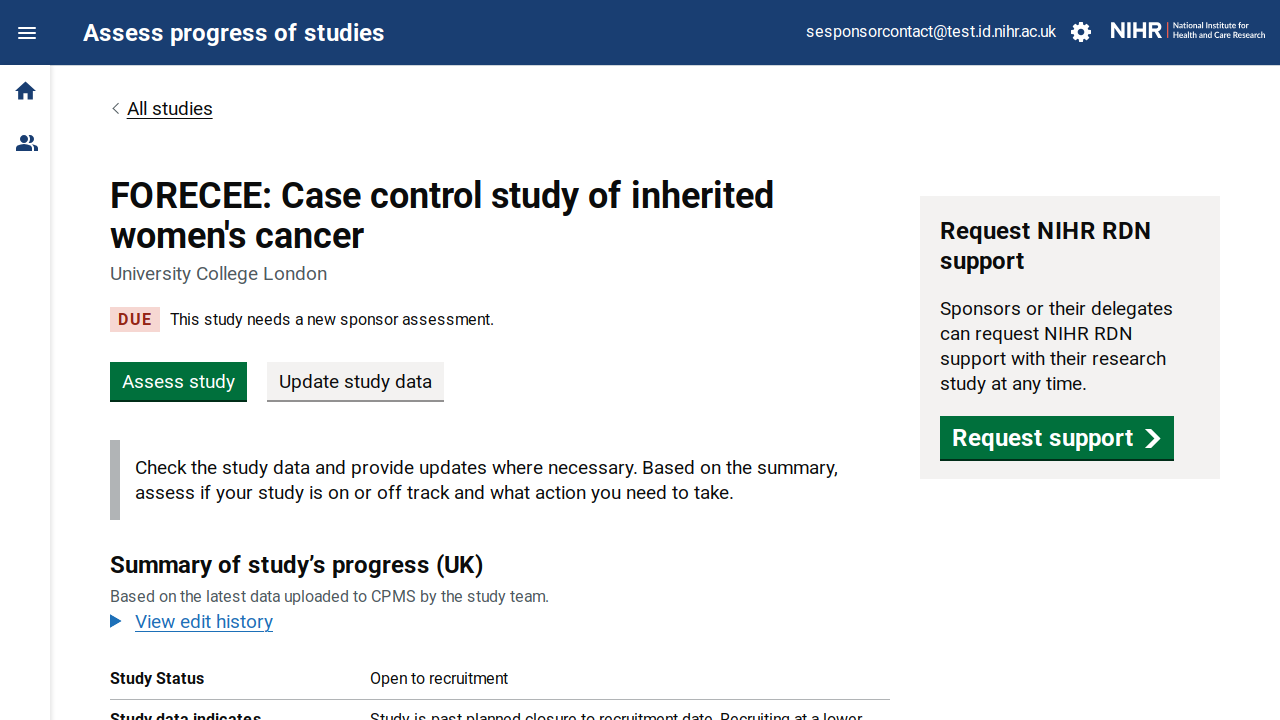 Assess progress of studies
sesponsorcontact@test.id.nihr.ac.uk
NIHR | National Institute for
Health and Care Research
All studies
FORECEE: Case control study of inherited
women's cancer
University College London
DUE This study needs a new sponsor assessment.
Assess study
Update study data
Check the study data and provide updates where necessary. Based on the summary,
assess if your study is on or off track and what action you need to take.
Summary of study’s progress (UK)
Based on the latest data uploaded to CPMS by the study team.
View edit history
Study Status Open to recruitment
Study data indicates Study is past planned closure to recruitment date, Recruiting at a lower
Request NIHR RDN
support
Sponsors or their delegates
can request NIHR RDN
support with their research
study at any time.
Request support